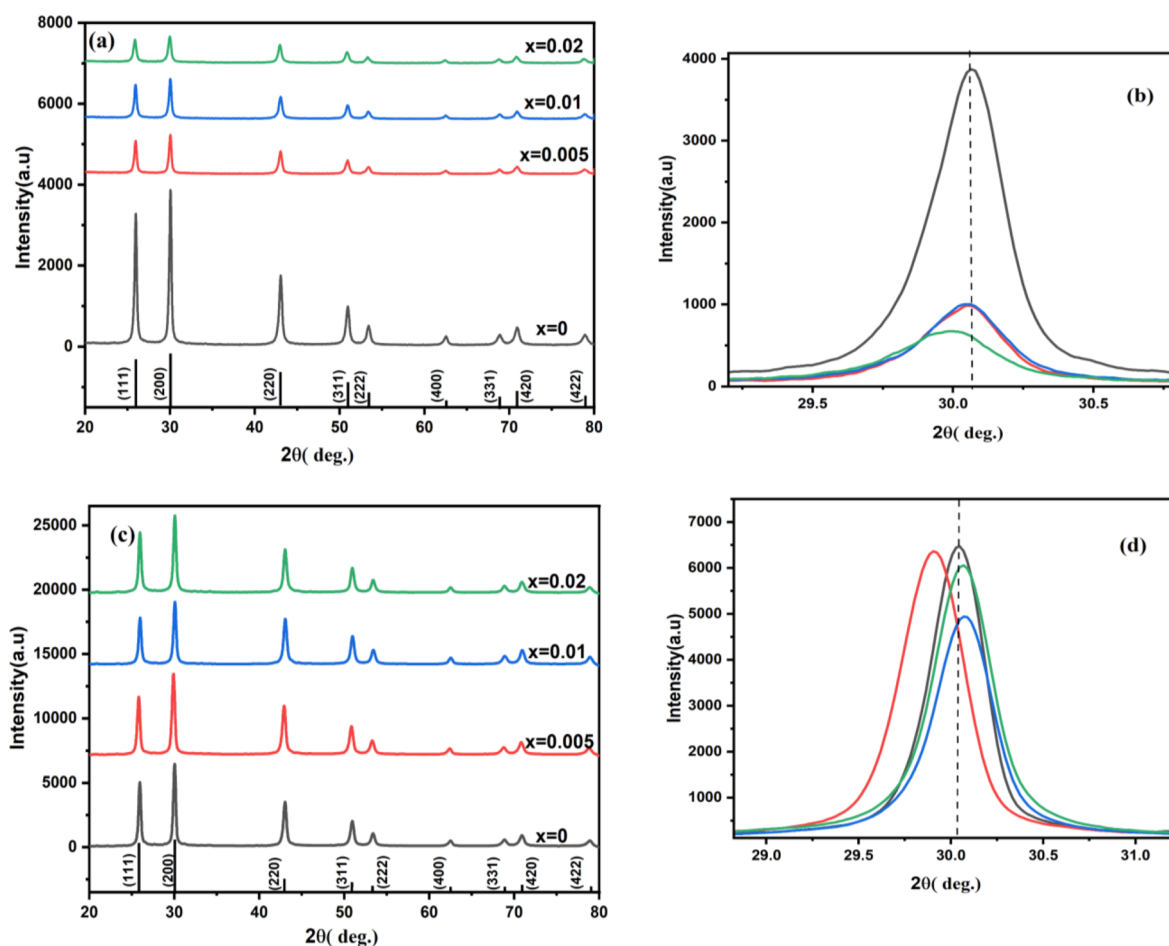 (a)
8000
6000
4000
2000
0
Intensity(a.u)
x=0.02
x=0.01
x=0.005
x=0
(111)
(200)
(220)
(311)
(222)
(400)
(331)
(420)
(422)
20 30 40 50 60 70 80
2θ( deg.)
(b)
4000
3000
2000
1000
0
Intensity(a.u)
29.5 30.0 30.5
2θ( deg.)
(c)
25000
20000
15000
10000
5000
0
Intensity(a.u)
x=0.02
x=0.01
x=0.005
x=0
(111)
(200)
(220)
(311)
(222)
(400)
(331)
(420)
(422)
20 30 40 50 60 70 80
2θ( deg.)
(d)
7000
6000
5000
4000
3000
2000
1000
Intensity(a.u)
29.0 29.5 30.0 30.5 31.0
2θ( deg.)